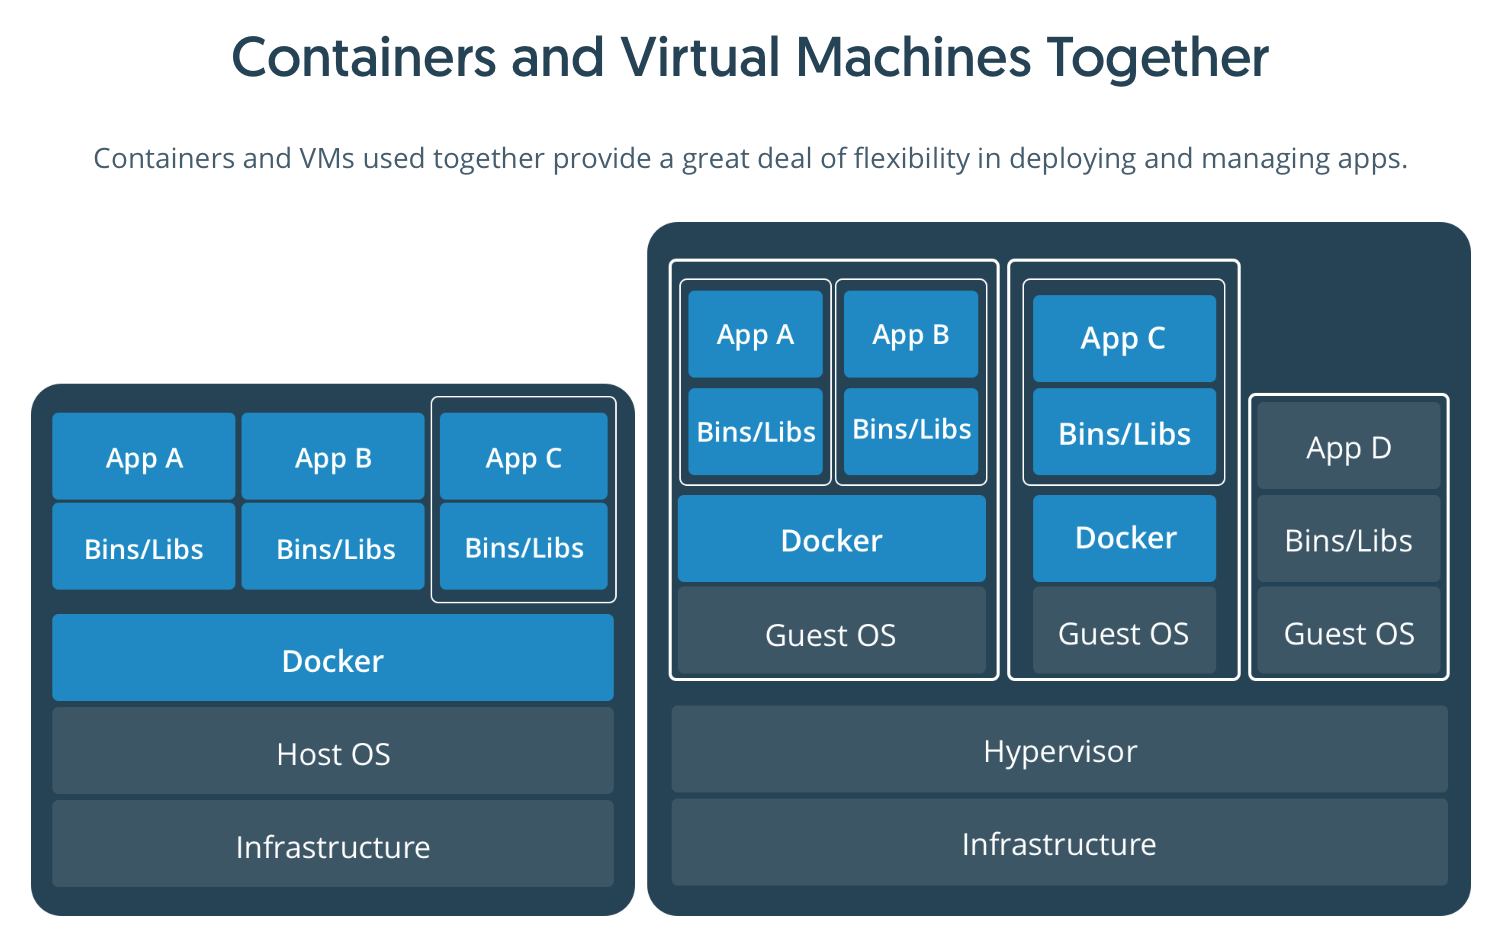 Containers and Virtual Machines Together
Containers and VMs used together provide a great deal of flexibility in deploying and managing apps.
App A
App B
App C
Bins/Libs
Bins/Libs
Bins/Libs
Docker
Host OS
Infrastructure
App A
App B
Bins/Libs
Bins/Libs
Docker
Guest OS
App C
Bins/Libs
Docker
Guest OS
App D
Bins/Libs
Guest OS
Hypervisor
Infrastructure